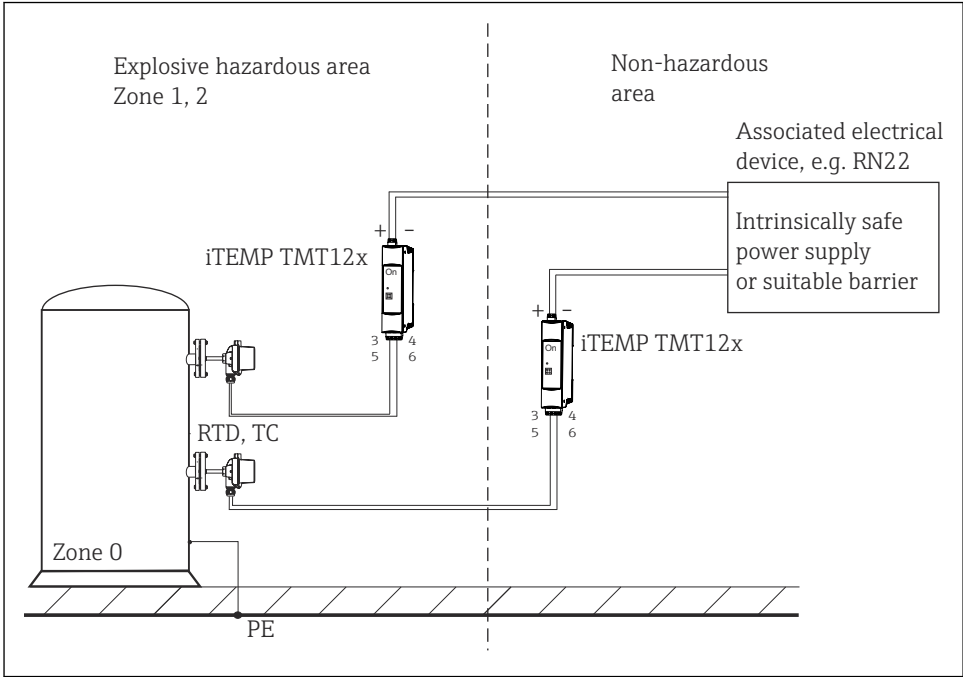 Explosive hazardous area
Zone 1, 2
Non-hazardous
area
Associated electrical
device, e.g. RN22
Intrinsically safe
power supply
or suitable barrier
+ −
iTEMP TMT12x
On
3 4
5 6
+ −
iTEMP TMT12x
On
3 4
5 6
RTD, TC
Zone 0
PE